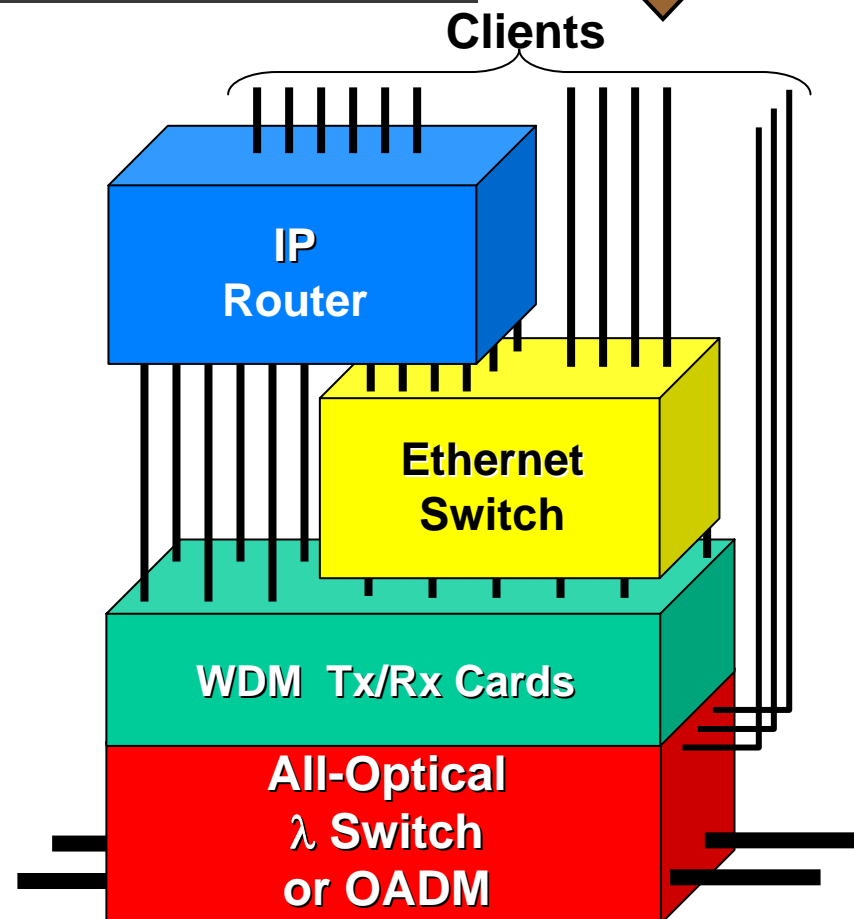 Clients
IP
Router
Ethernet
Switch
WDM Tx/Rx Cards
All-Optical
λ Switch
or OADM